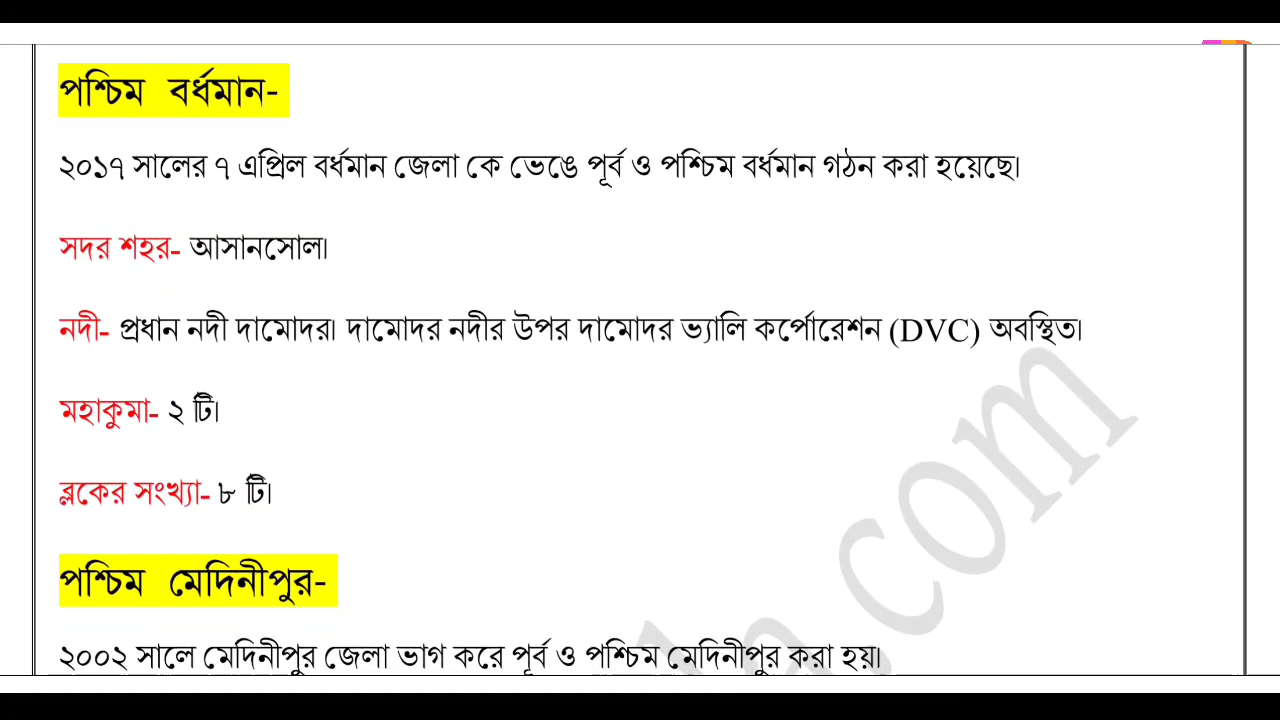 পশ্চিম বর্ধমান-
২০১৭ সালের ৭ এপ্রিল বর্ধমান জেলা কে ভেঙে পূর্ব ও পশ্চিম বর্ধমান গঠন করা হয়েছে।
সদর শহর- আসানসোল।
নদী- প্রধান নদী দামোদর। দামোদর নদীর উপর দামোদর ভ্যালি কর্পোরেশন (DVC) অবস্থিত।
মহাকুমা- ২ টি।
ব্লকের সংখ্যা- ৮ টি।
পশ্চিম মেদিনীপুর-
২০০২ সালে মেদিনীপুর জেলা ভাগ করে পূর্ব ও পশ্চিম মেদিনীপুর করা হয়।